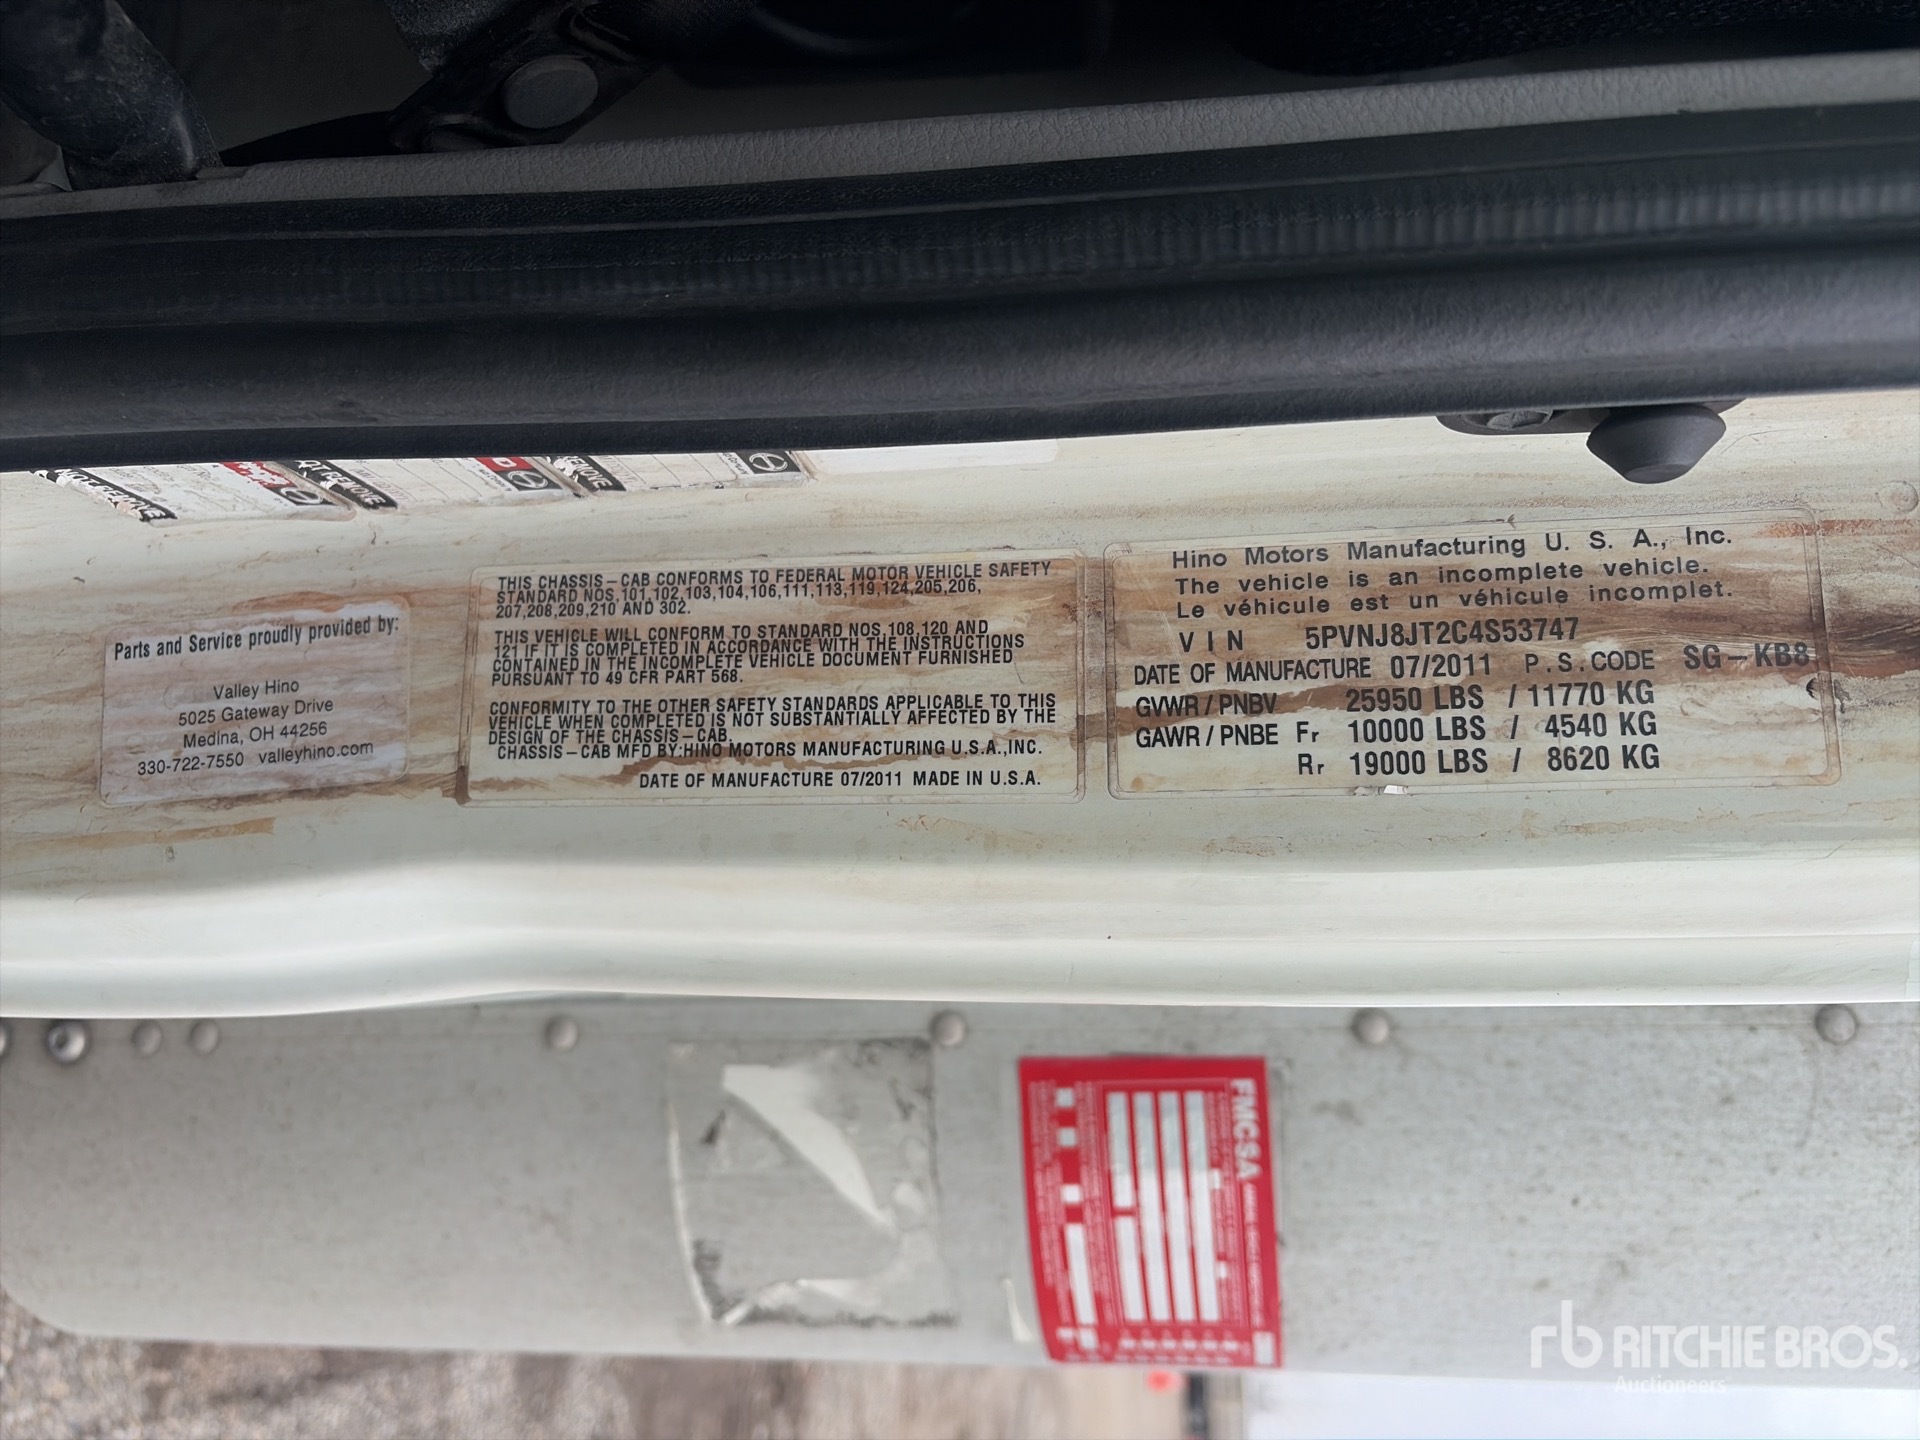 NOT REMOVE
NOT REMOVE
REMOVE
Parts and Service proudly provided by:
Valley Hino
5025 Gateway Drive
Medina, OH 44256
330-722-7550 valleyhino.com
THIS CHASSIS-CAB CONFORMS TO FEDERAL MOTOR VEHICLE SAFETY
STANDARD NOS,101,102,103,104,106,111,113,119,124,205,206,
207,208,209,210 AND 302.
THIS VEHICLE WILL CONFORM TO STANDARD NOS,108,120 AND
121 IF IT IS COMPLETED IN ACCORDANCE WITH THE INSTRUCTIONS
CONTAINED IN THE INCOMPLETE VEHICLE DOCUMENT FURNISHED
PURSUANT TO 49 CFR PART 568.
CONFORMITY TO THE OTHER SAFETY STANDARDS APPLICABLE TO THIS
VEHICLE WHEN COMPLETED IS NOT SUBSTANTIALLY AFFECTED BY THE
DESIGN OF THE CHASSIS-CAB.
CHASSIS-CAB MFD BY:HINO MOTORS MANUFACTURING U.S.A.,INC.
DATE OF MANUFACTURE 07/2011 MADE IN U.S.A.
Hino Motors Manufacturing U. S. A., Inc.
The vehicle is an incomplete vehicle.
Le véhicule est un véhicule incomplet.
VIN 5PVNJ8JT2C4S53747
DATE OF MANUFACTURE 07/2011 P.S.CODE SG-KB8
GVWR / PNBV 25950 LBS / 11770 KG
GAWR / PNBE Fr 10000 LBS / 4540 KG
Rr 19000 LBS / 8620 KG
FMCSA
rb RITCHIE BROS.
Auctioneers